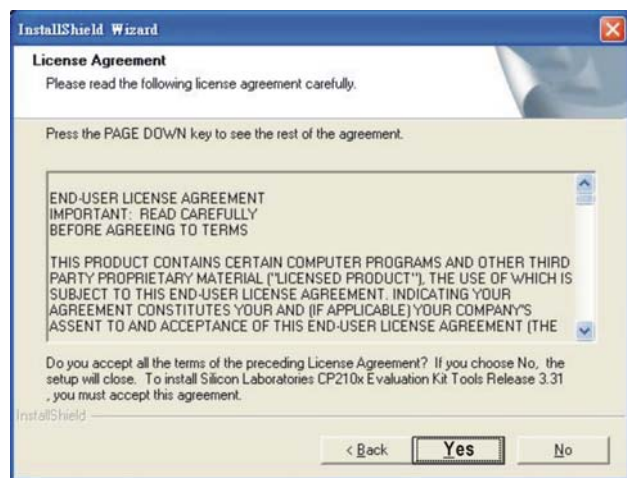 InstallShield Wizard
License Agreement
Please read the following license agreement carefully.
Press the PAGE DOWN key to see the rest of the agreement.
END-USER LICENSE AGREEMENT
IMPORTANT: READ CAREFULLY
BEFORE AGREEING TO TERMS
THIS PRODUCT CONTAINS CERTAIN COMPUTER PROGRAMS AND OTHER THIRD
PARTY PROPRIETARY MATERIAL ("LICENSED PRODUCT"), THE USE OF WHICH IS
SUBJECT TO THIS END-USER LICENSE AGREEMENT. INDICATING YOUR
AGREEMENT CONSTITUTES YOUR AND (IF APPLICABLE) YOUR COMPANY'S
ASSENT TO AND ACCEPTANCE OF THIS END-USER LICENSE AGREEMENT (THE
Do you accept all the terms of the preceding License Agreement? If you choose No, the
setup will close. To install Silicon Laboratories CP210x Evaluation Kit Tools Release 3.31
, you must accept this agreement.
InstallShield
< Back
Yes
No